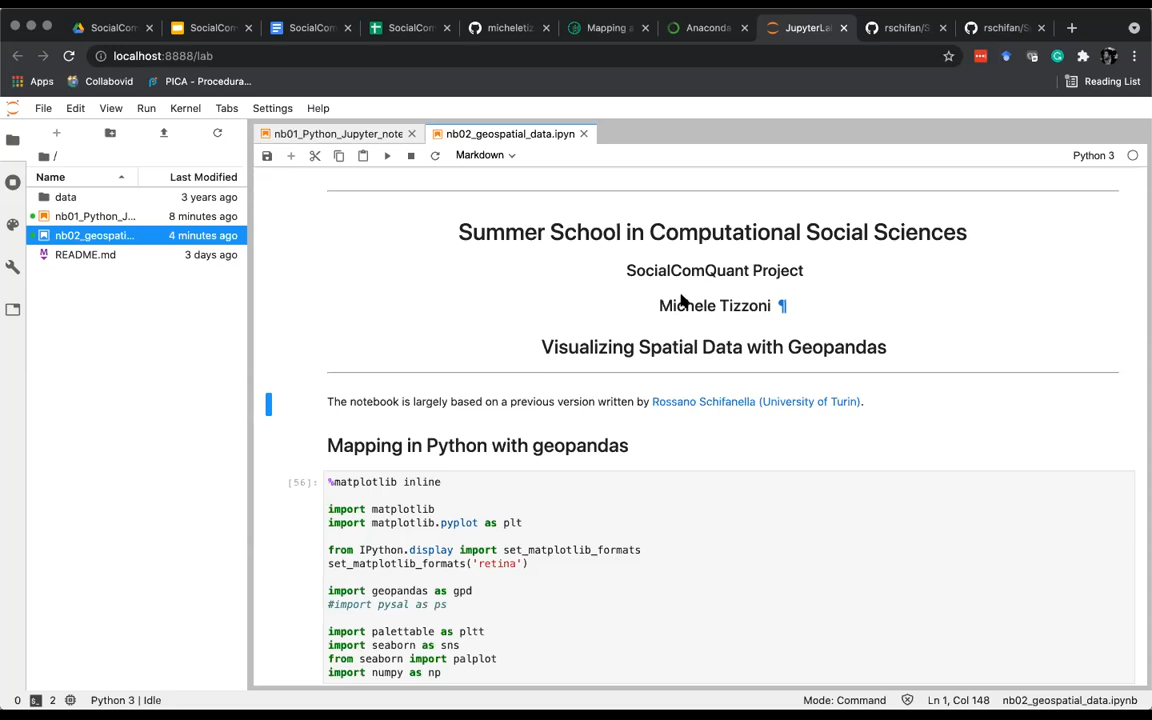 SocialCom
SocialCom
SocialCom
SocialCom
micheletiz
Mapping a
Anaconda
JupyterLa
rschifan/S
rschifan/S
localhost:8888/lab
Apps
Collabovid
PICA - Procedura...
Reading List
File Edit View Run Kernel Tabs Settings Help
nb01_Python_Jupyter_note
nb02_geospatial_data.ipyn
Markdown
Python 3
/
Name
Last Modified
data
3 years ago
nb01_Python_J...
8 minutes ago
nb02_geospati...
4 minutes ago
README.md
3 days ago
Summer School in Computational Social Sciences
SocialComQuant Project
Michele Tizzoni ¶
Visualizing Spatial Data with Geopandas
The notebook is largely based on a previous version written by Rossano Schifanella (University of Turin).
Mapping in Python with geopandas
[56]:
%matplotlib inline
import matplotlib
import matplotlib.pyplot as plt
from IPython.display import set_matplotlib_formats
set_matplotlib_formats('retina')
import geopandas as gpd
#import pysal as ps
import palettable as pltt
import seaborn as sns
from seaborn import palplot
import numpy as np
0
2
Python 3 | Idle
Mode: Command
Ln 1, Col 148
nb02_geospatial_data.ipynb